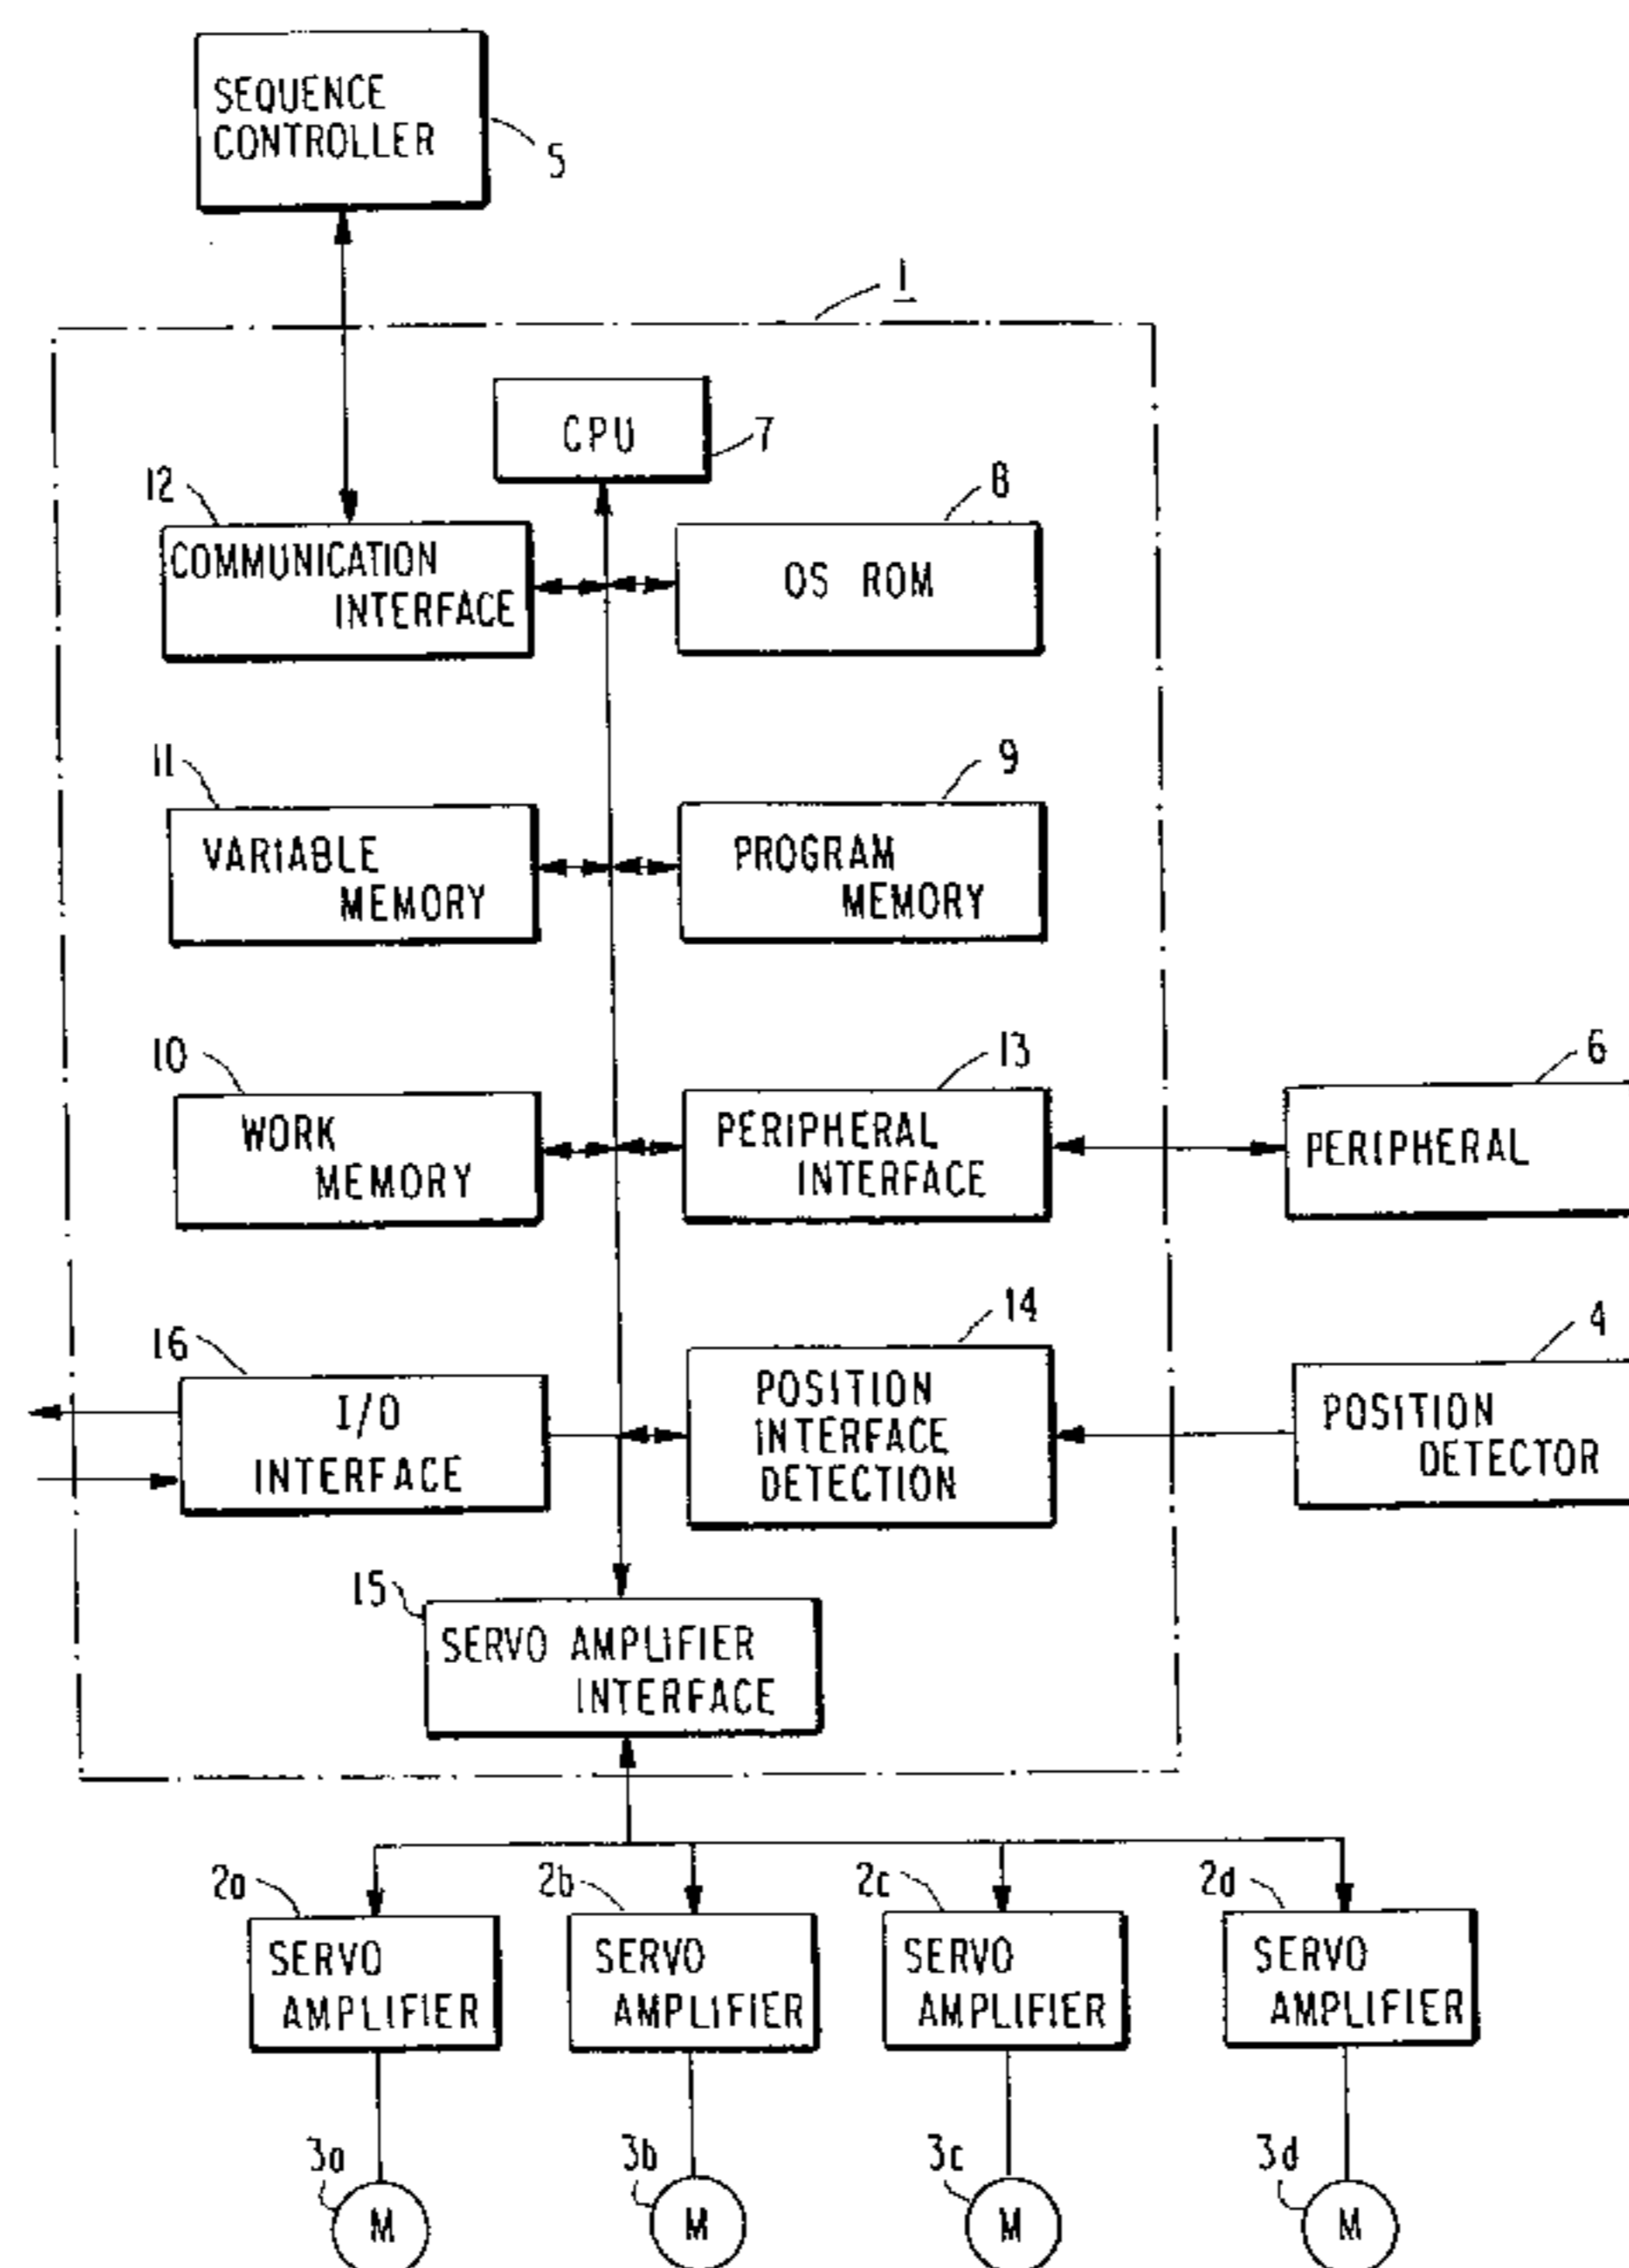 SEQUENCE
CONTROLLER
5
1
CPU
7
12
8
COMMUNICATION
INTERFACE
OS ROM
11
9
VARIABLE
MEMORY
PROGRAM
MEMORY
10
13
6
WORK
MEMORY
PERIPHERAL
INTERFACE
PERIPHERAL
16
14
4
I/O
INTERFACE
POSITION
INTERFACE
DETECTION
POSITION
DETECTOR
15
SERVO AMPLIFIER
INTERFACE
2a
2b
2c
2d
SERVO
AMPLIFIER
SERVO
AMPLIFIER
SERVO
AMPLIFIER
SERVO
AMPLIFIER
3a
3b
3c
3d
M
M
M
M